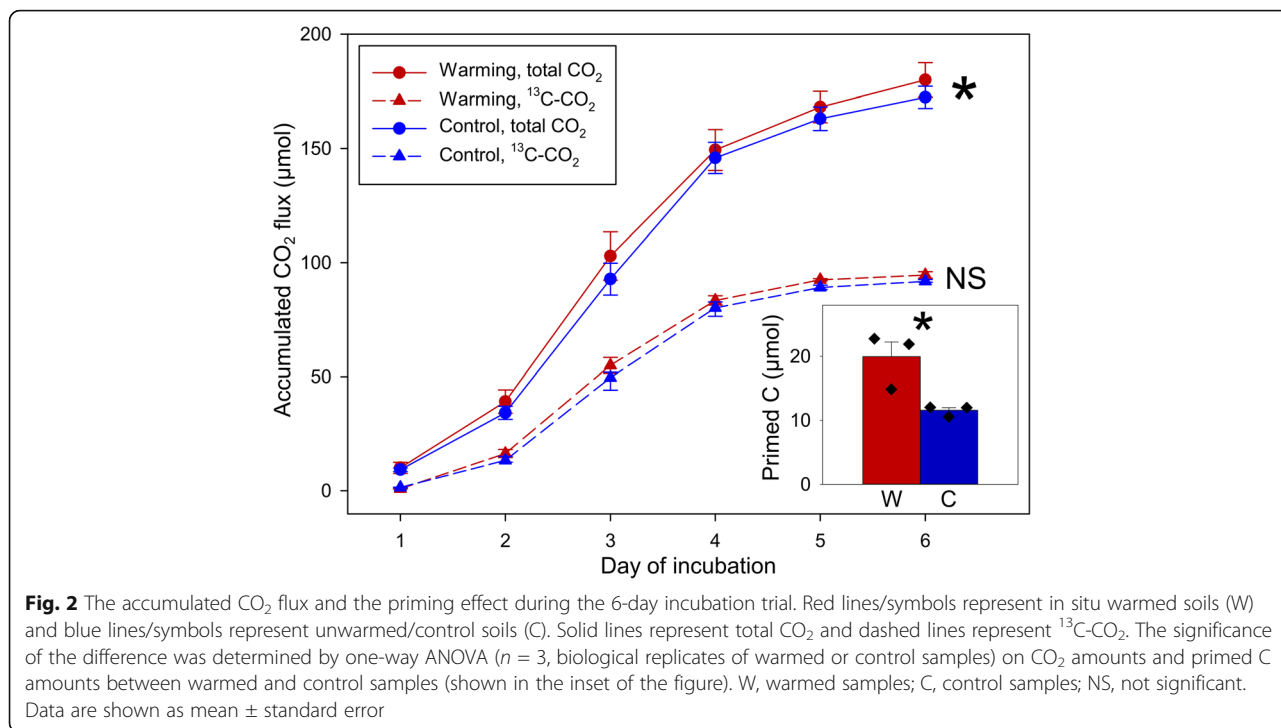 200
150
100
50
0
Accumulated CO₂ flux (μmol)
Warming, total CO₂
Warming, ¹³C-CO₂
Control, total CO₂
Control, ¹³C-CO₂
*
NS
*
20
10
0
Primed C (μmol)
W C
1 2 3 4 5 6
Day of incubation
Fig. 2 The accumulated CO₂ flux and the priming effect during the 6-day incubation trial. Red lines/symbols represent in situ warmed soils (W)
and blue lines/symbols represent unwarmed/control soils (C). Solid lines represent total CO₂ and dashed lines represent ¹³C-CO₂. The significance
of the difference was determined by one-way ANOVA (n = 3, biological replicates of warmed or control samples) on CO₂ amounts and primed C
amounts between warmed and control samples (shown in the inset of the figure). W, warmed samples; C, control samples; NS, not significant.
Data are shown as mean ± standard error